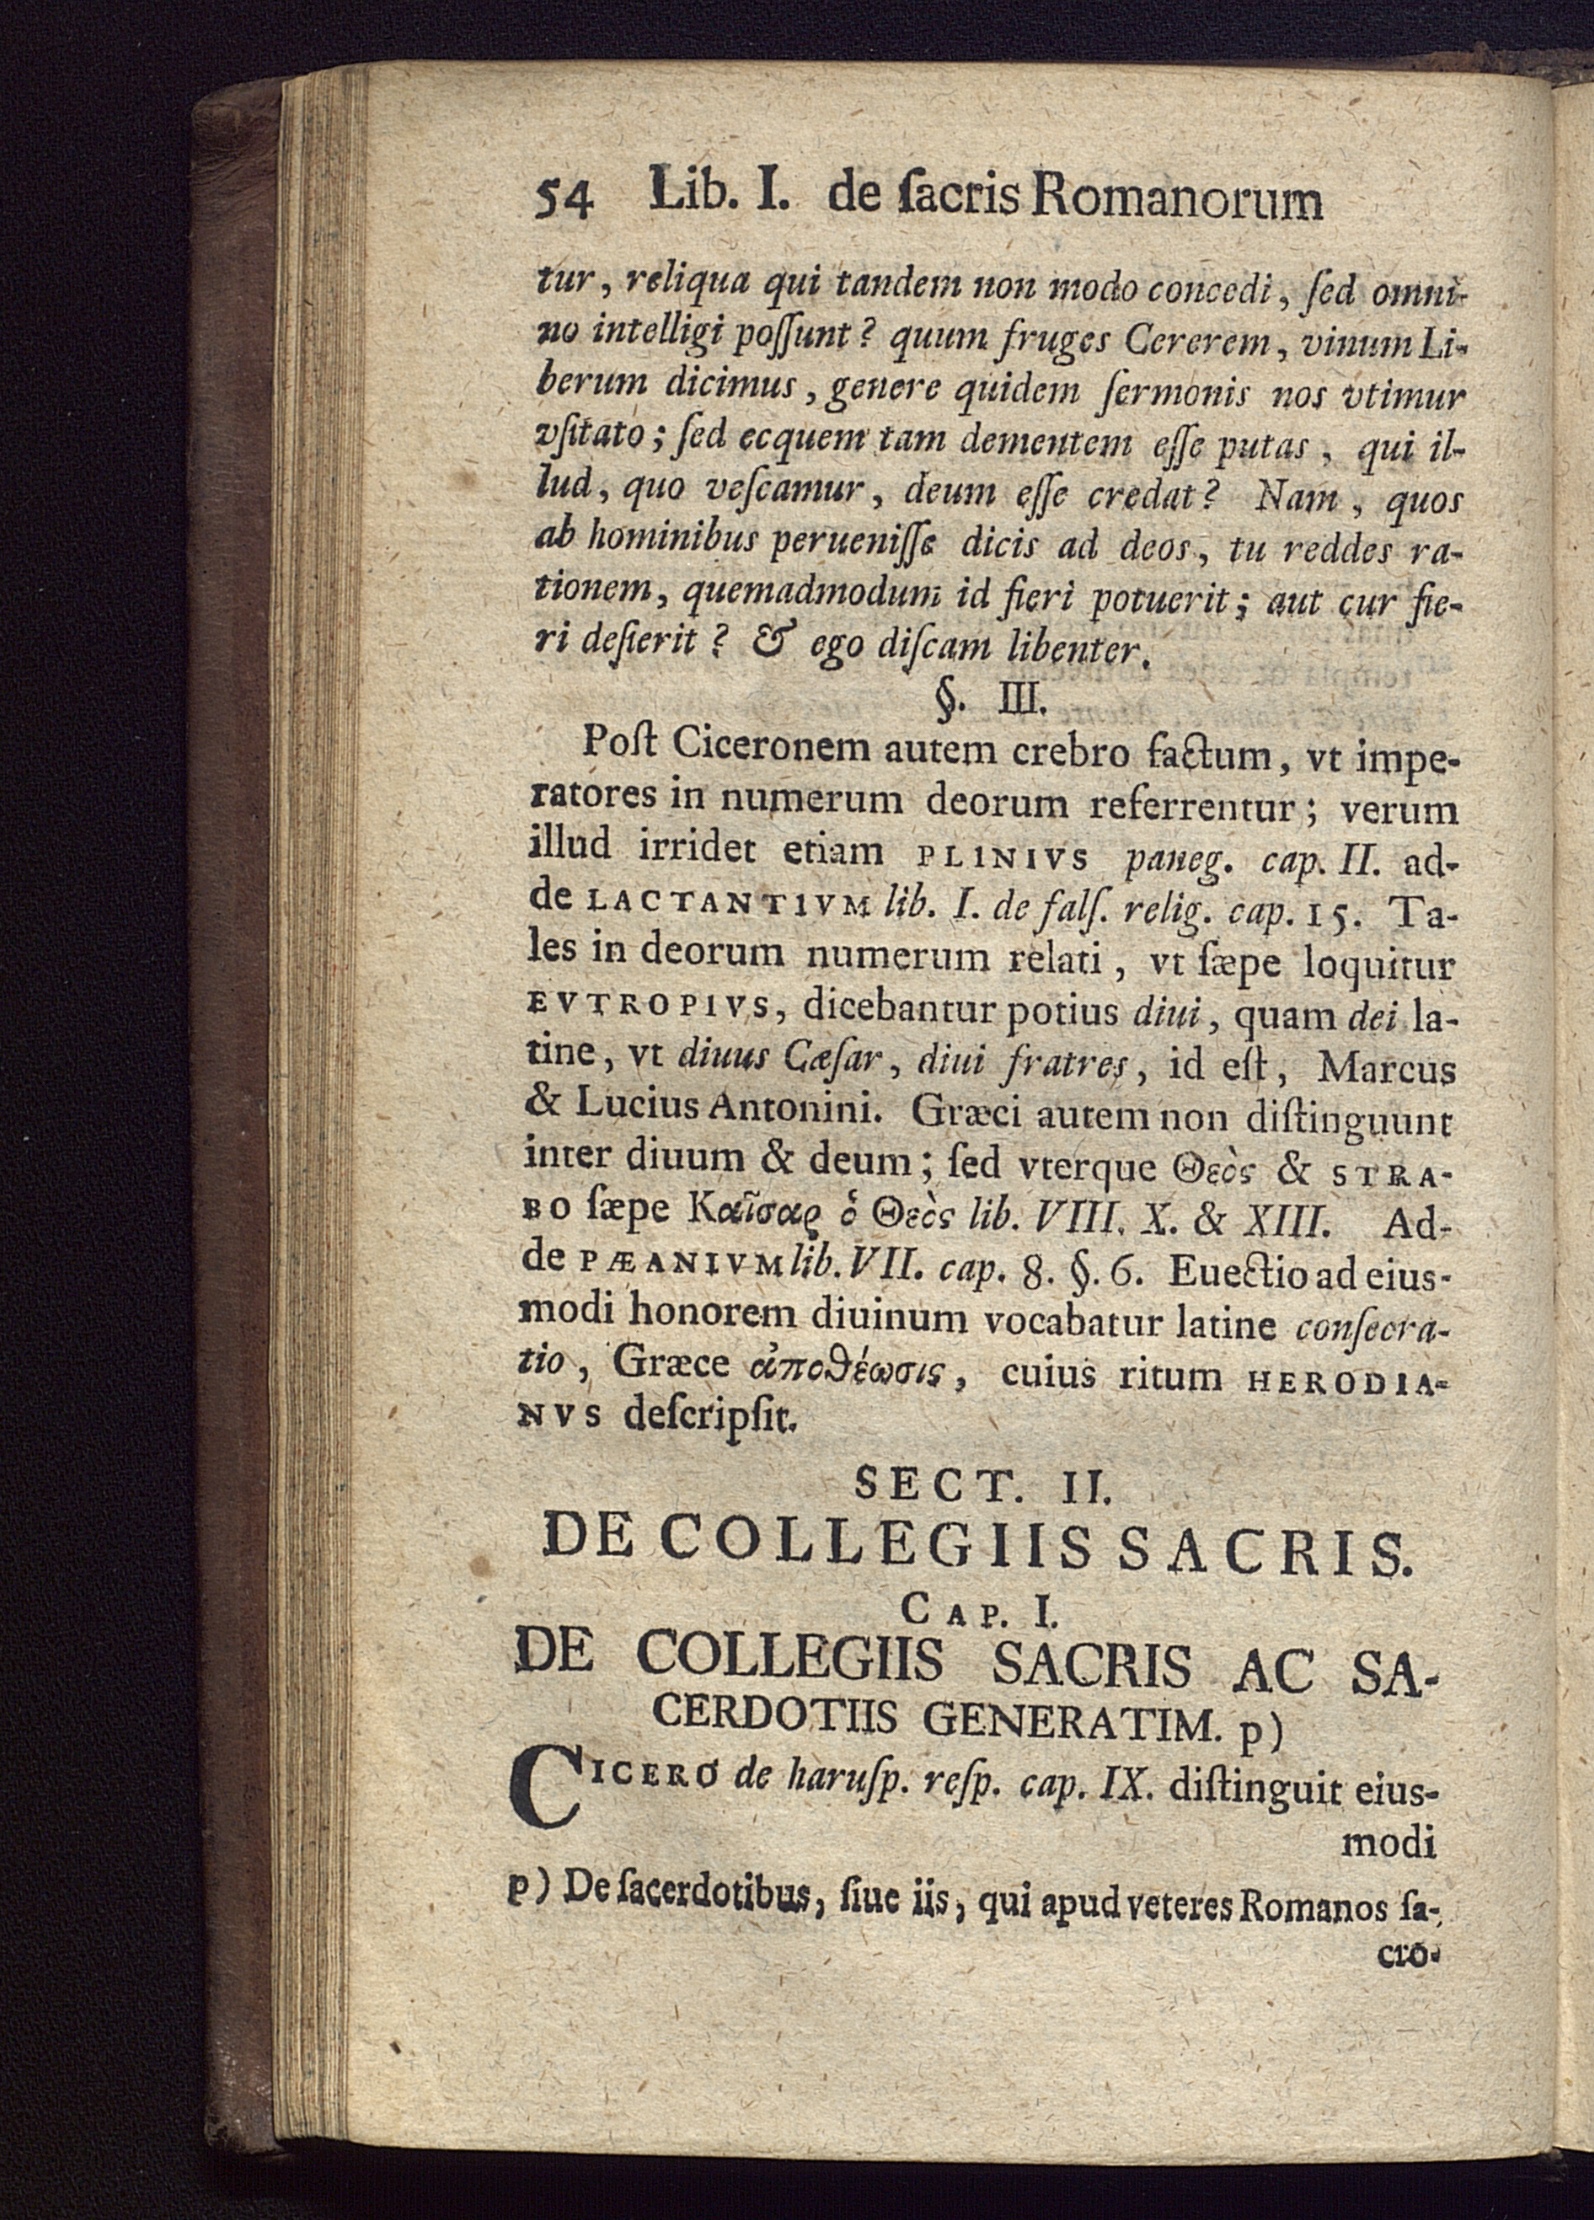 54 Lib. I. de ſacris Romanorum
tur, reliqua qui tandem non modo concedi, ſed omni-
no intelligi poſſunt? quum fruges Cererem, vinum Li-
berum dicimus, genere quidem ſermonis nos vtimur
vſitato; ſed ecquem tam dementem eſſe putas, qui il-
lud, quo veſcamur, deum eſſe credat? Nam, quos
ab hominibus perueniſſe dicis ad deos, tu reddes ra-
tionem, quemadmodum id fieri potuerit; aut cur fie-
ri deſierit? & ego diſcam libenter.
§. III.
Poſt Ciceronem autem crebro factum, vt impe-
ratores in numerum deorum referrentur; verum
illud irridet etiam PLINIVS paneg. cap. II. ad-
de LACTANTIVM lib. I. de falſ. relig. cap. 15. Ta-
les in deorum numerum relati, vt ſæpe loquitur
EVTROPIVS, dicebantur potius diui, quam dei la-
tine, vt diuus Cæſar, diui fratres, id eſt, Marcus
& Lucius Antonini. Græci autem non diſtinguunt
inter diuum & deum; ſed vterque Θεὸς & STRA-
BO ſæpe Καῖσαρ ὁ Θεὸς lib. VIII. X. & XIII. Ad-
de PÆANIVM lib. VII. cap. 8. §. 6. Euectio ad eius-
modi honorem diuinum vocabatur latine conſecra-
tio, Græce ἀποθέωσις, cuius ritum HERODIA-
NVS deſcripſit.
SECT. II.
DE COLLEGIIS SACRIS.
CAP. I.
DE COLLEGIIS SACRIS AC SA-
CERDOTIIS GENERATIM. p)
CICERO de haruſp. reſp. cap. IX. diſtinguit eius-
modi
p) De ſacerdotibus, ſiue iis, qui apud veteres Romanos ſa-
cro-